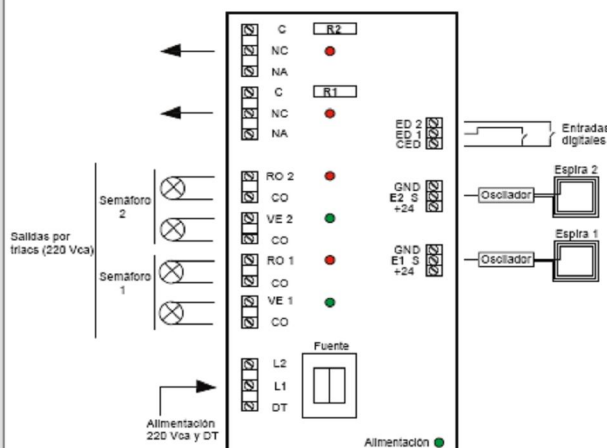 C R2
NC
NA
C R1
NC
NA
RO 2
CO
VE 2
CO
RO 1
CO
VE 1
CO
L2
L1
DT
Fuente
Alimentación
Salidas por
triacs (220 Vca)
Semáforo
2
Semáforo
1
Alimentación
220 Vca y DT
ED 2
ED 1
CED
Entradas
digitales
GND
E2 S
+24
Oscilador
Espira 2
GND
E1 S
+24
Oscilador
Espira 1